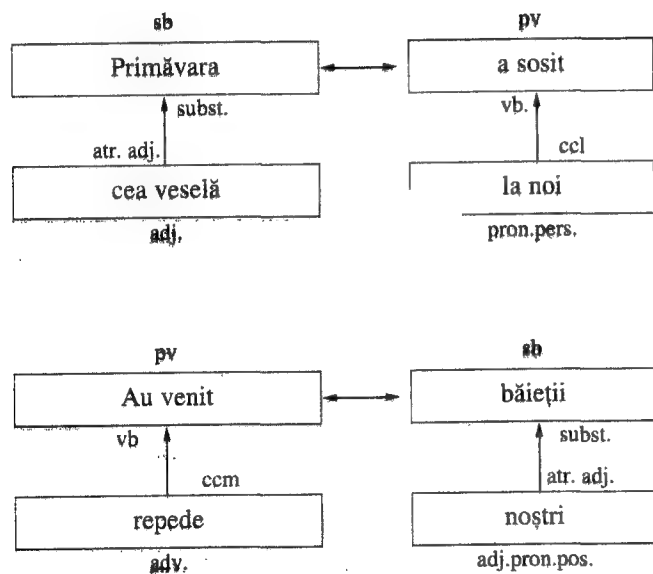 sb pv
Primăvara a sosit
subst. vb.
atr. adj. ccl
cea veselă la noi
adj. pron.pers.
pv sb
Au venit băieții
vb subst.
ccm atr. adj.
repede noștri
adv. adj.pron.pos.